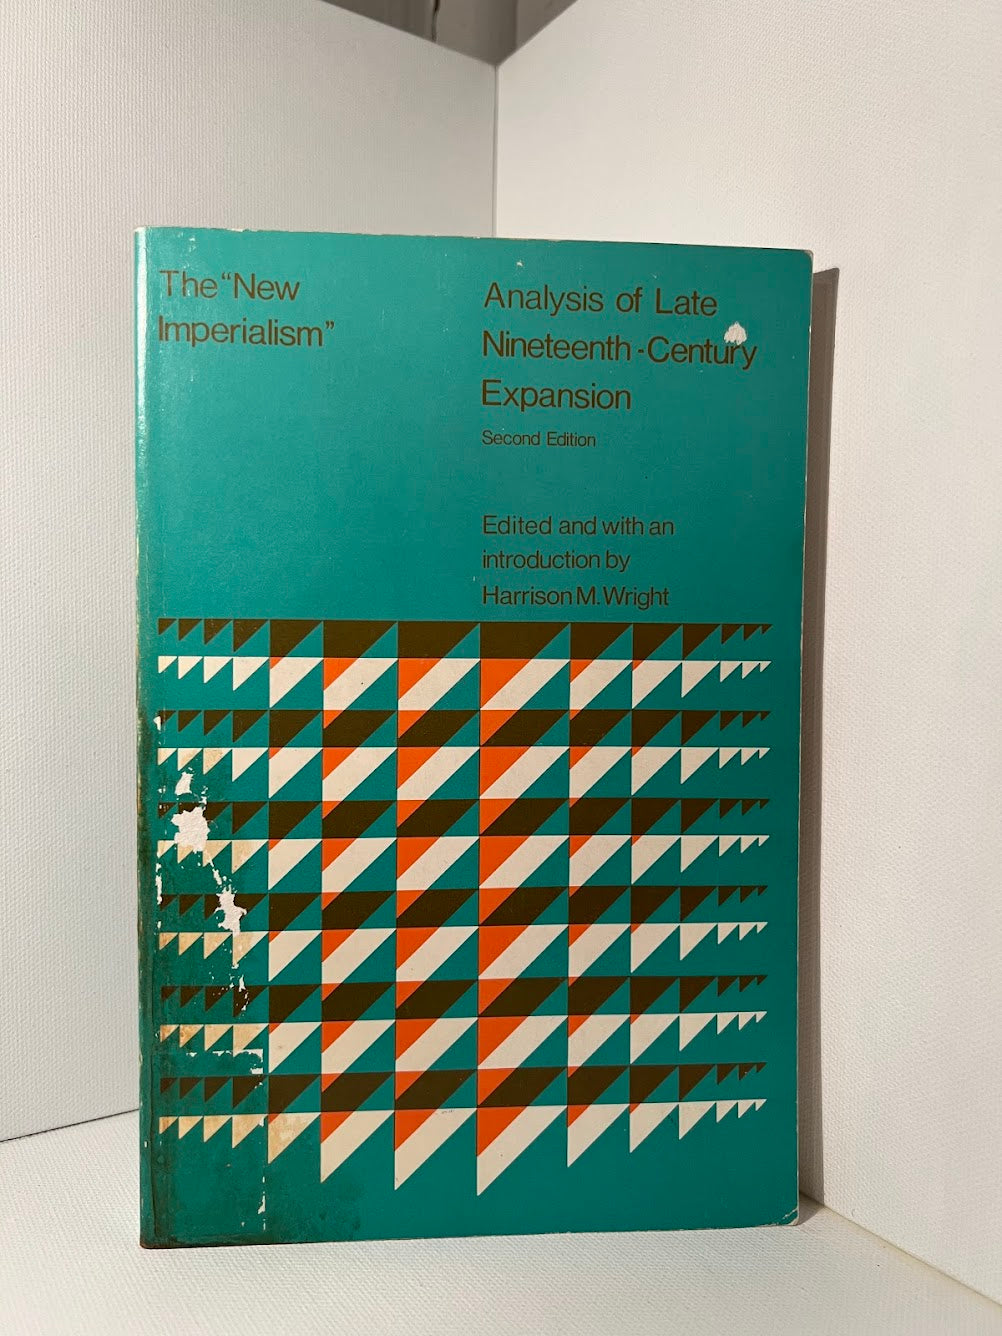 The “New
Imperialism”
Analysis of Late
Nineteenth-Century
Expansion
Second Edition
Edited and with an
introduction by
Harrison M. Wright